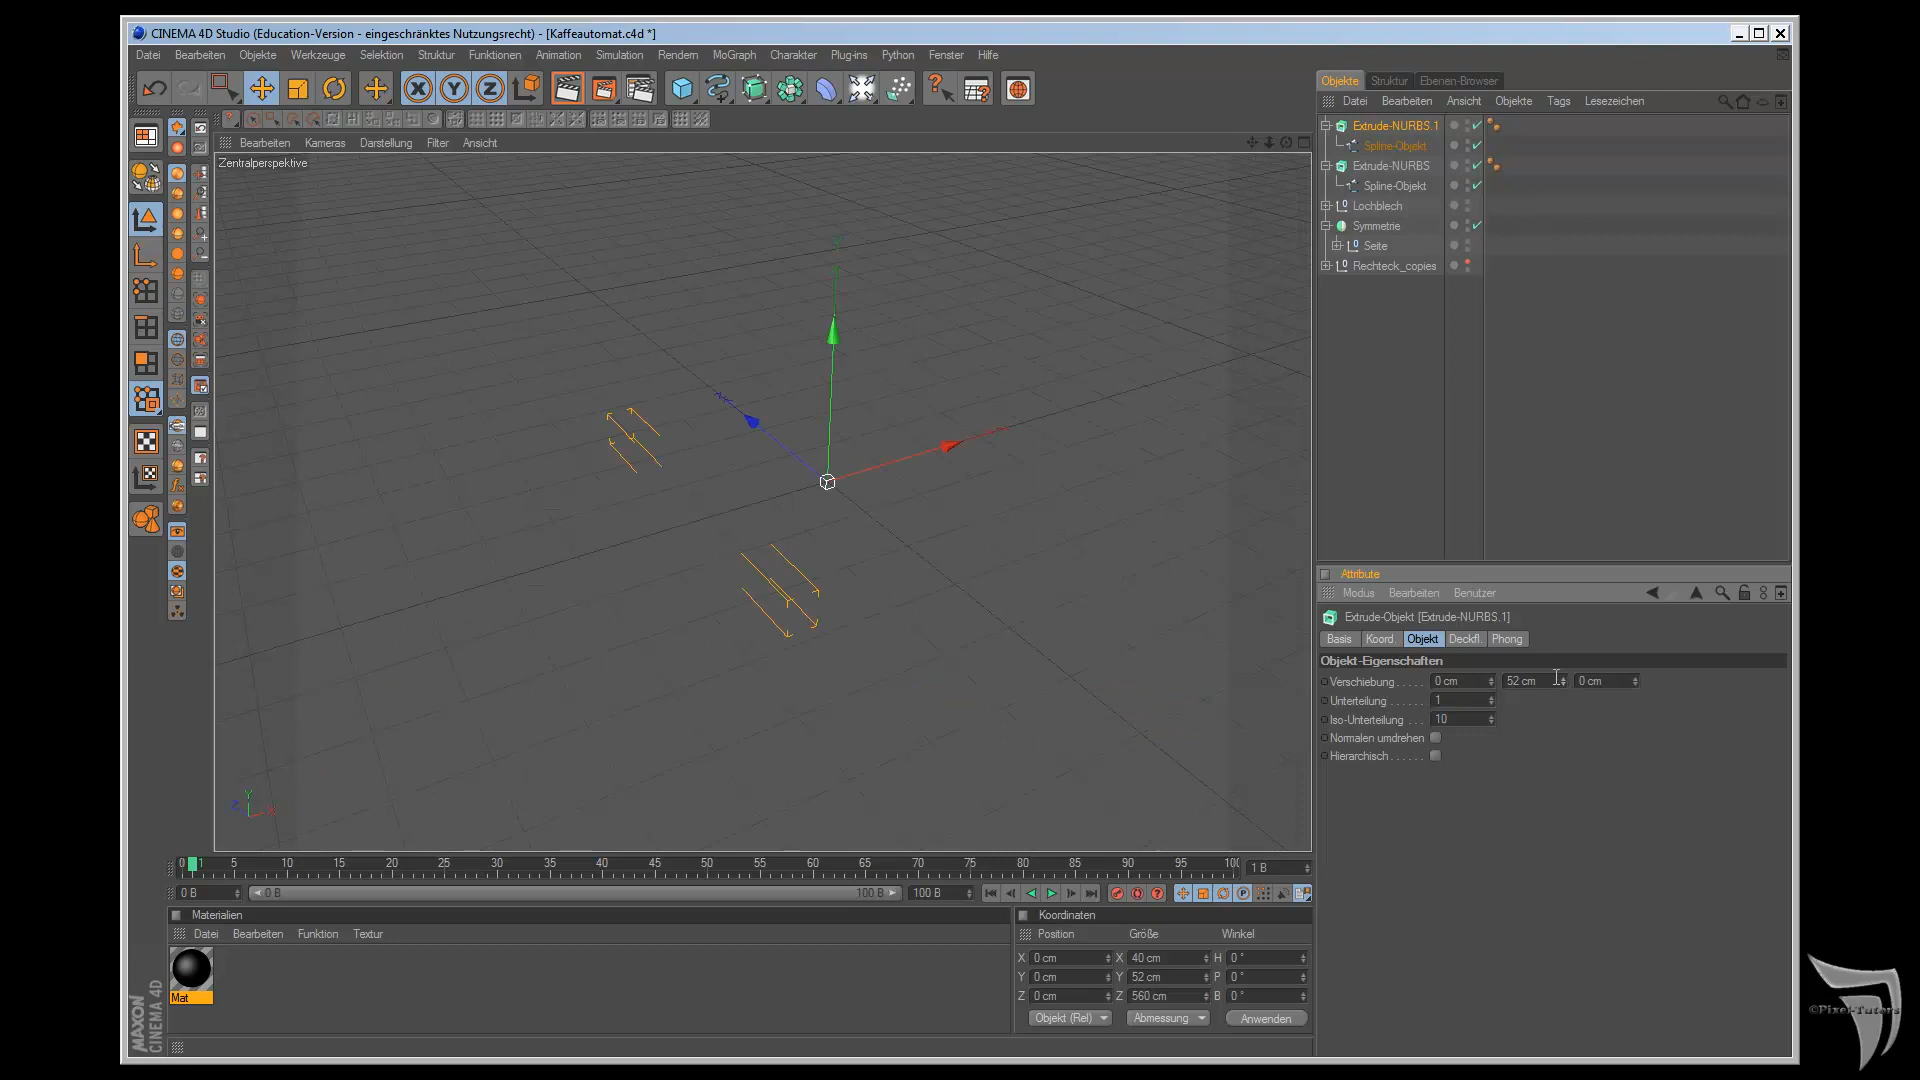 CINEMA 4D Studio (Education-Version - eingeschränktes Nutzungsrecht) - [Kaffeautomat.c4d *]
Datei Bearbeiten Objekte Werkzeuge Selektion Struktur Funktionen Animation Simulation Rendern MoGraph Charakter Plug-ins Python Fenster Hilfe
Objekte Struktur Ebenen-Browser
Datei Bearbeiten Ansicht Objekte Tags Lesezeichen
Extrude-NURBS.1
Spline-Objekt
Extrude-NURBS
Spline-Objekt
Lochblech
Symmetrie
Seite
Rechteck_copies
Bearbeiten Kameras Darstellung Filter Ansicht
Zentralperspektive
Attribute
Modus Bearbeiten Benutzer
Extrude-Objekt [Extrude-NURBS.1]
Basis Koord. Objekt Deckfl. Phong
Objekt-Eigenschaften
Verschiebung . . . . . 0 cm 52 cm 0 cm
Unterteilung . . . . . . 1
Iso-Unterteilung . . . 10
Normalen umdrehen
Hierarchisch . . . . . .
0 1 5 10 15 20 25 30 35 40 45 50 55 60 65 70 75 80 85 90 95 100 1 B
0 B 0 B 100 B 100 B
Materialien
Datei Bearbeiten Funktion Textur
Mat
Koordinaten
Position Größe Winkel
X 0 cm X 40 cm H 0 °
Y 0 cm Y 52 cm P 0 °
Z 0 cm Z 560 cm B 0 °
Objekt (Rel) Abmessung Anwenden
MAXON
CINEMA 4D
©Pixel-Tutors